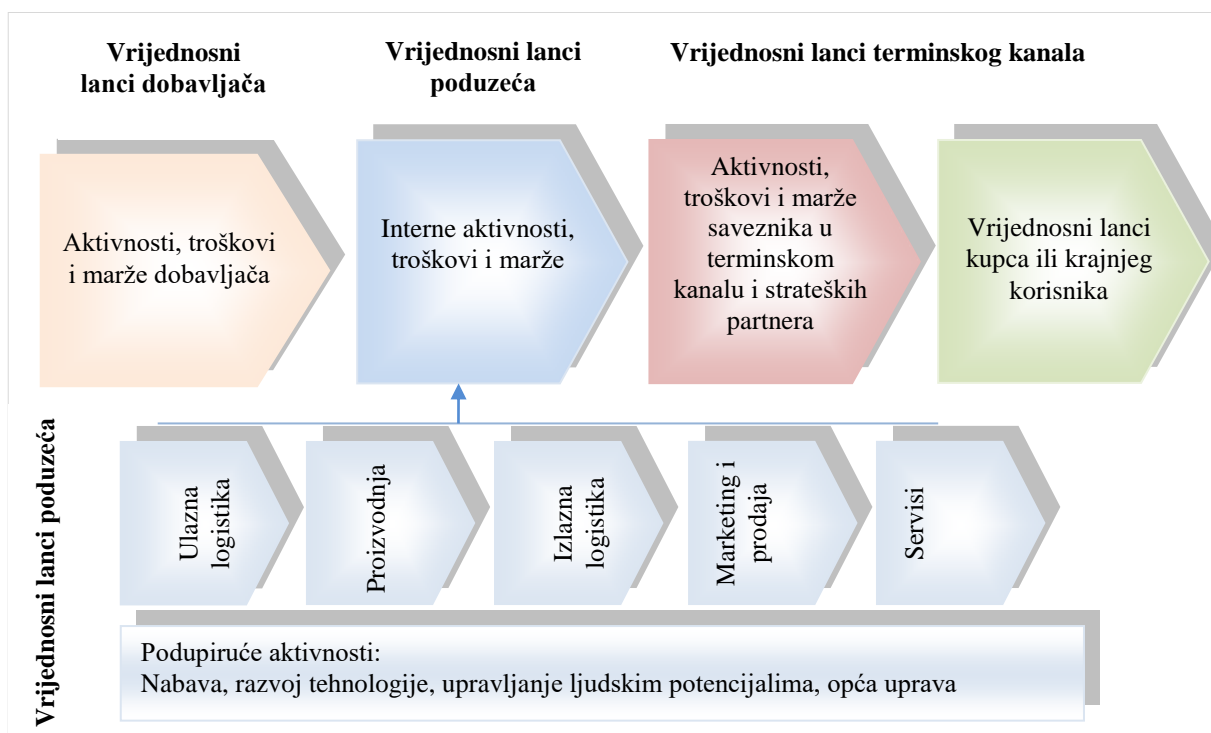 Vrijednosni
lanci dobavljača
Vrijednosni lanci
poduzeća
Vrijednosni lanci terminskog kanala
Aktivnosti, troškovi
i marže dobavljača
Interne aktivnosti,
troškovi i marže
Aktivnosti,
troškovi i marže
saveznika u
terminskom
kanalu i strateških
partnera
Vrijednosni lanci
kupca ili krajnjeg
korisnika
Vrijednosni lanci poduzeća
Ulazna
logistika
Proizvodnja
Izlazna
logistika
Marketing i
prodaja
Servisi
Podupiruće aktivnosti:
Nabava, razvoj tehnologije, upravljanje ljudskim potencijalima, opća uprava